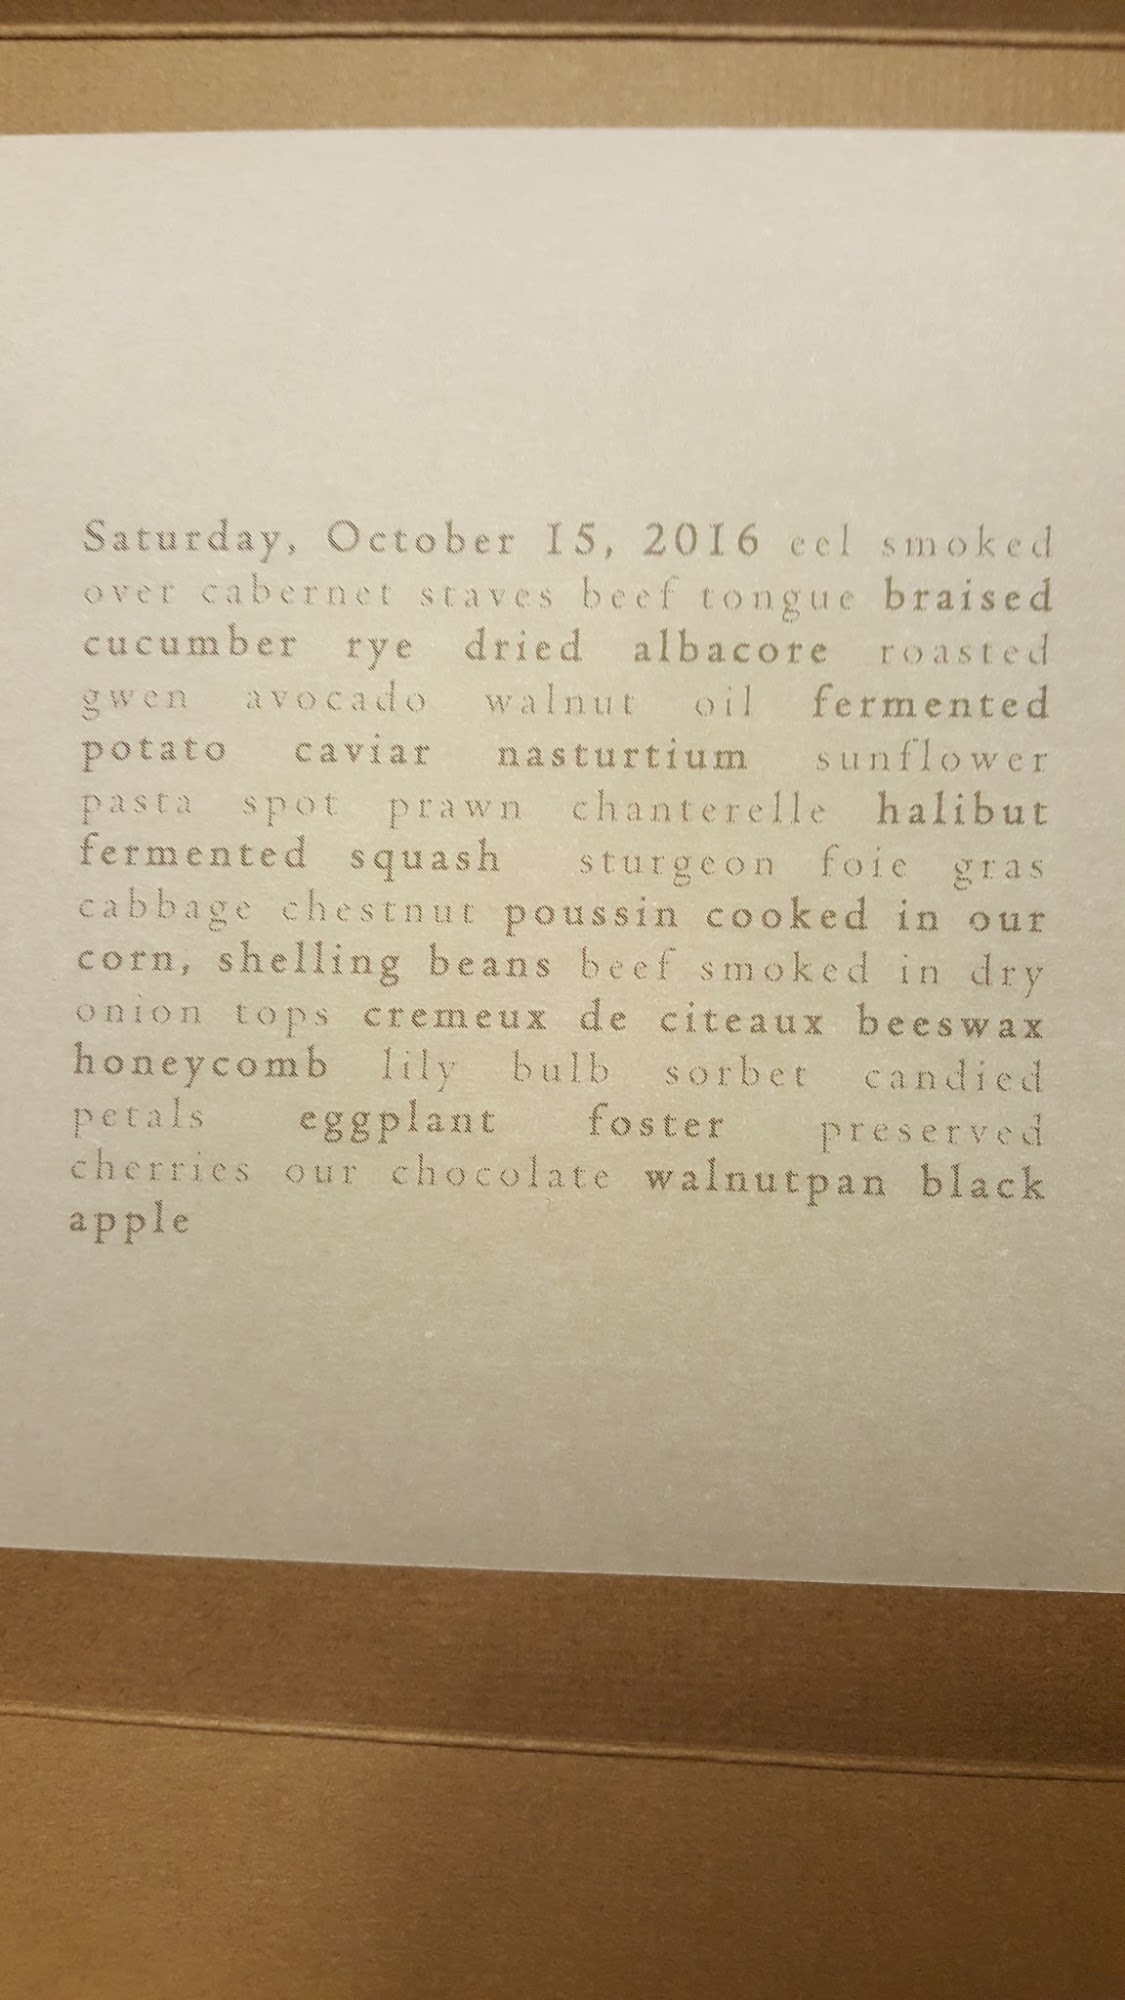 Saturday, October 15, 2016 eel smoked
over cabernet staves beef tongue braised
cucumber rye dried albacore roasted
gwen avocado walnut oil fermented
potato caviar nasturtium sunflower
pasta spot prawn chanterelle halibut
fermented squash sturgeon foie gras
cabbage chestnut poussin cooked in our
corn, shelling beans beef smoked in dry
onion tops cremeux de citeaux beeswax
honeycomb lily bulb sorbet candied
petals eggplant foster preserved
cherries our chocolate walnutpan black
apple